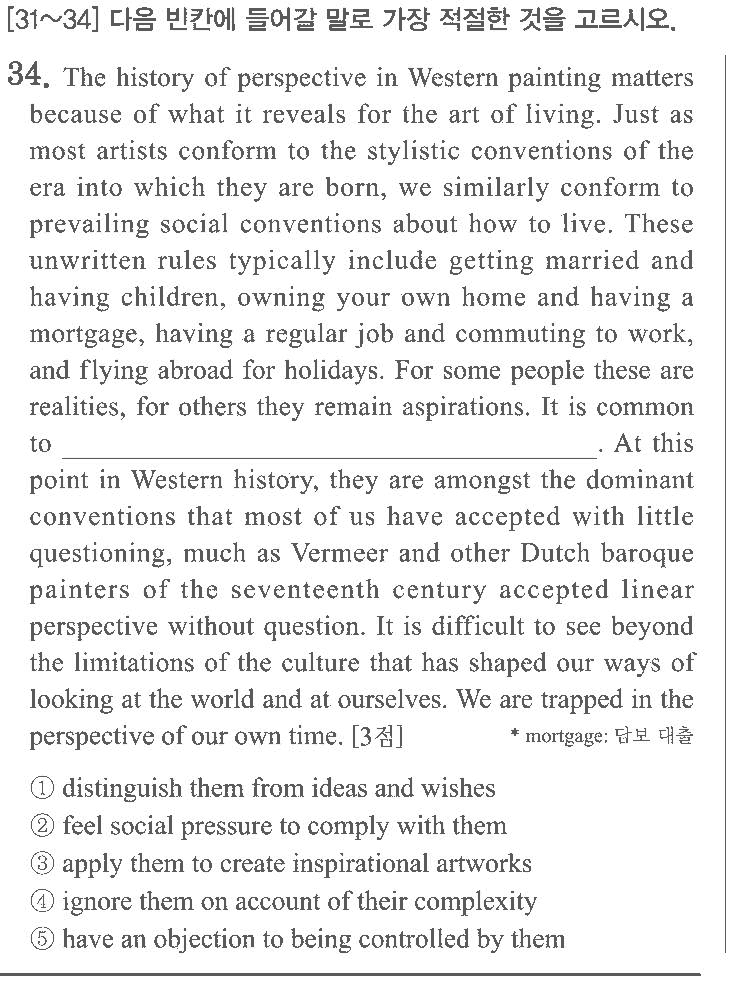 [31~34] 다음 빈칸에 들어갈 말로 가장 적절한 것을 고르시오.
34. The history of perspective in Western painting matters
because of what it reveals for the art of living. Just as
most artists conform to the stylistic conventions of the
era into which they are born, we similarly conform to
prevailing social conventions about how to live. These
unwritten rules typically include getting married and
having children, owning your own home and having a
mortgage, having a regular job and commuting to work,
and flying abroad for holidays. For some people these are
realities, for others they remain aspirations. It is common
to ______________________________. At this
point in Western history, they are amongst the dominant
conventions that most of us have accepted with little
questioning, much as Vermeer and other Dutch baroque
painters of the seventeenth century accepted linear
perspective without question. It is difficult to see beyond
the limitations of the culture that has shaped our ways of
looking at the world and at ourselves. We are trapped in the
perspective of our own time. [3점] * mortgage: 담보 대출
① distinguish them from ideas and wishes
② feel social pressure to comply with them
③ apply them to create inspirational artworks
④ ignore them on account of their complexity
⑤ have an objection to being controlled by them